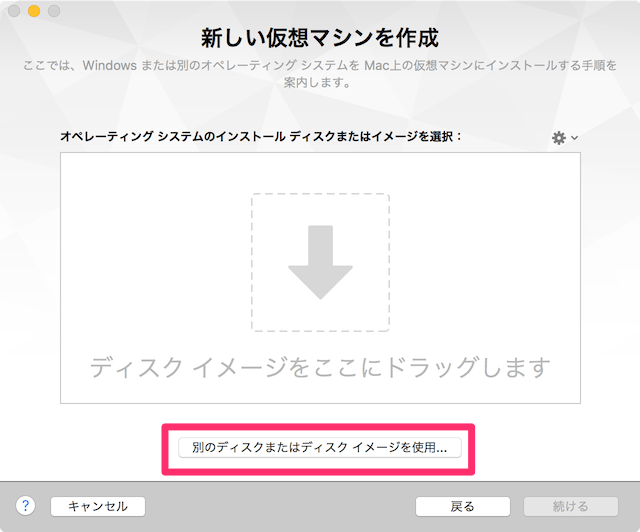 新しい仮想マシンを作成
ここでは、Windows または別のオペレーティング システムを Mac上の仮想マシンにインストールする手順を
案内します。
オペレーティング システムのインストール ディスクまたはイメージを選択：
ディスク イメージをここにドラッグします
別のディスクまたはディスク イメージを使用...
?
キャンセル
戻る
続ける